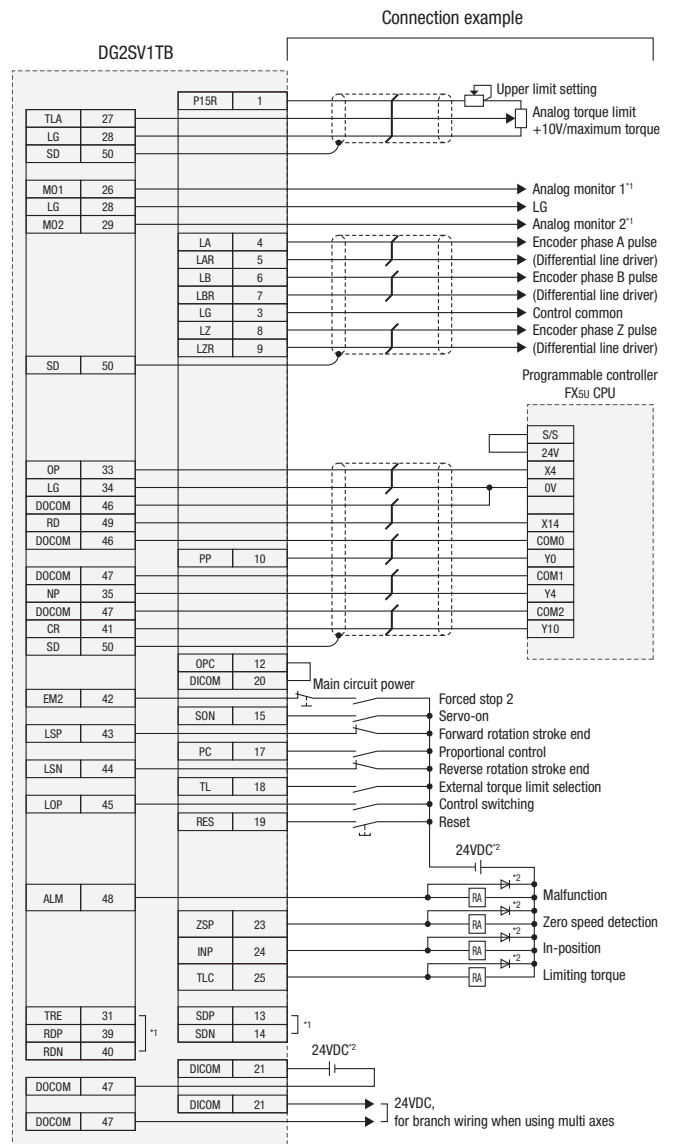 Connection example
DG2SV1TB
P15R 1
Upper limit setting
TLA 27
Analog torque limit
LG 28
+10V/maximum torque
SD 50
MO1 26
Analog monitor 1*1
LG 28
LG
MO2 29
Analog monitor 2*1
LA 4
Encoder phase A pulse
LAR 5
(Differential line driver)
LB 6
Encoder phase B pulse
LBR 7
(Differential line driver)
LG 3
Control common
LZ 8
Encoder phase Z pulse
LZR 9
(Differential line driver)
SD 50
Programmable controller
FX5U CPU
S/S
24V
OP 33
X4
LG 34
0V
DOCOM 46
RD 49
X14
DOCOM 46
COM0
PP 10
Y0
DOCOM 47
COM1
NP 35
Y4
DOCOM 47
COM2
CR 41
Y10
SD 50
OPC 12
DICOM 20
Main circuit power
EM2 42
Forced stop 2
SON 15
Servo-on
LSP 43
Forward rotation stroke end
PC 17
Proportional control
LSN 44
Reverse rotation stroke end
TL 18
External torque limit selection
LOP 45
Control switching
RES 19
Reset
24VDC*2
*2
ALM 48
RA
Malfunction
*2
ZSP 23
RA
Zero speed detection
*2
INP 24
RA
In-position
*2
TLC 25
RA
Limiting torque
TRE 31
SDP 13
RDP 39
*1
SDN 14
*1
RDN 40
24VDC*2
DICOM 21
DOCOM 47
DICOM 21
24VDC,
for branch wiring when using multi axes
DOCOM 47